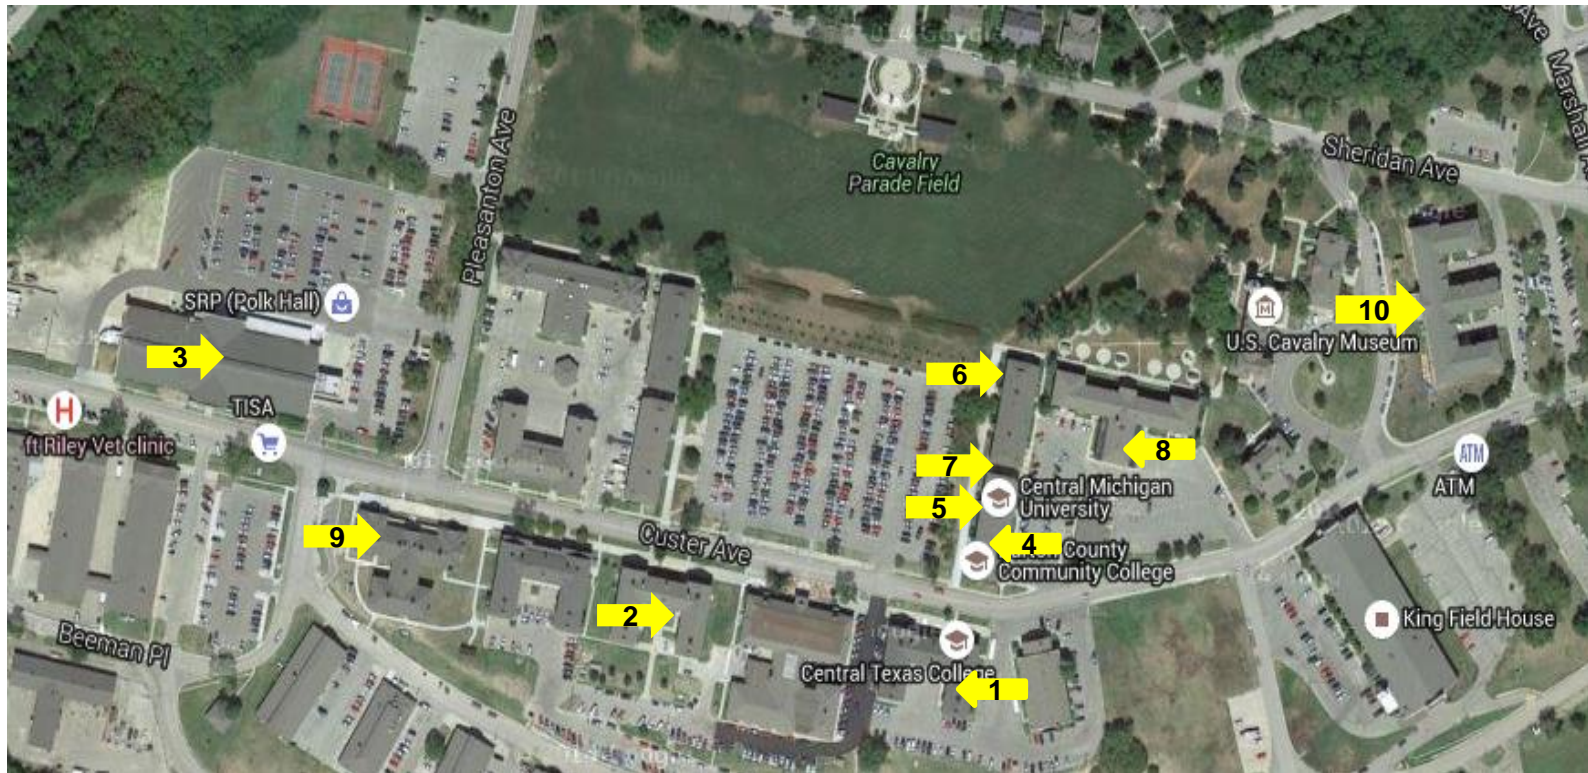 Ave
Marshall
Pleasanton Ave
Cavalry
Parade Field
Sheridan Ave
SRP (Polk Hall)
10
U.S. Cavalry Museum
3
6
TISA
H
ft Riley Vet clinic
8
7
ATM
ATM
Central Michigan
University
5
9
Custer Ave
4
County
Community College
2
King Field House
Beeman Pl
Central Texas College
1